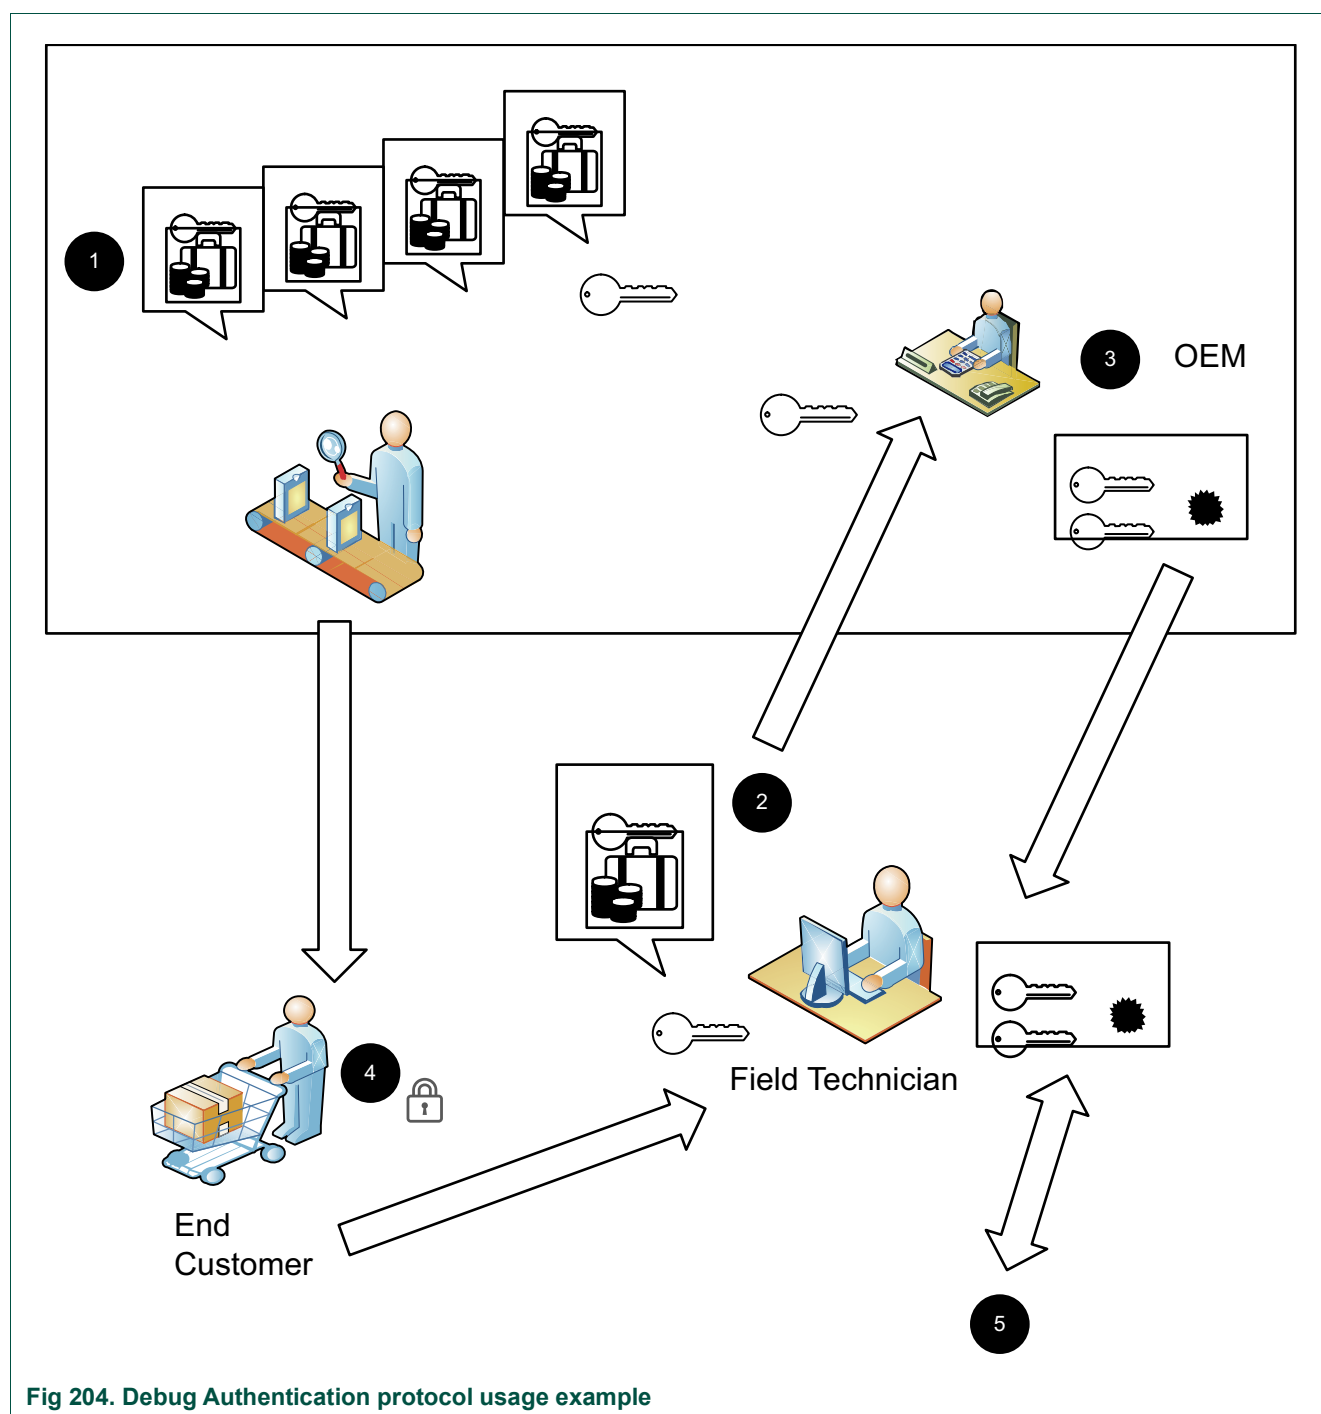 1
3
OEM
2
Field Technician
4
End
Customer
5
Fig 204. Debug Authentication protocol usage example